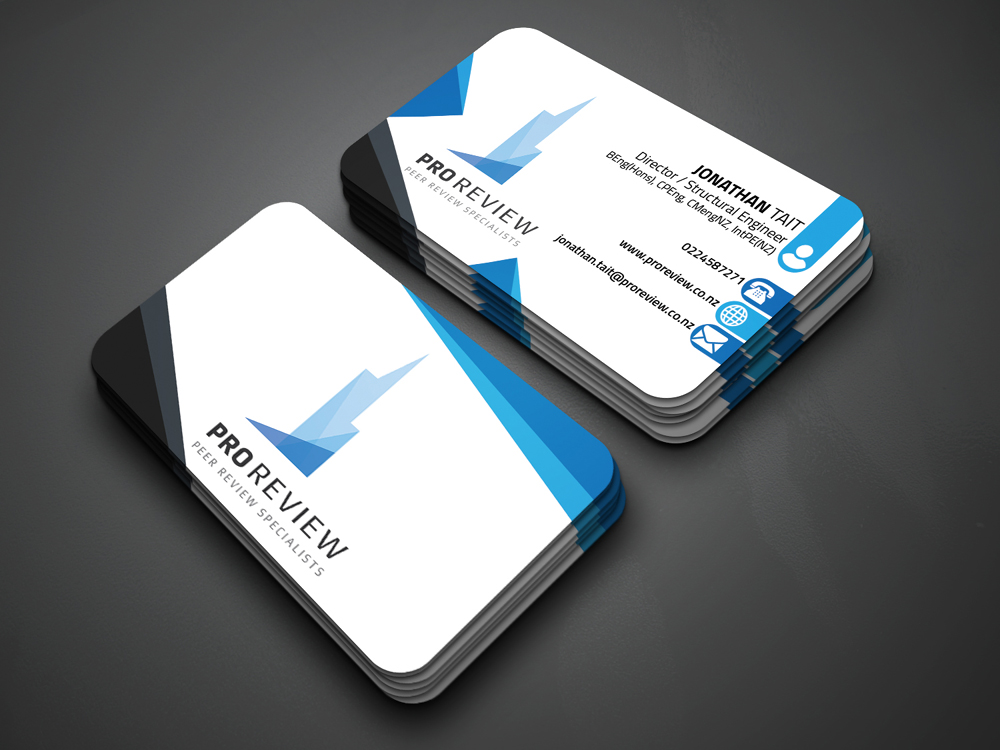 PRO REVIEW
PEER REVIEW SPECIALISTS
JONATHAN TAIT
Director / Structural Engineer
BEng(Hons), CPEng, CMengNZ, IntPE(NZ)
0224587271
www.proreview.co.nz
jonathan.tait@proreview.co.nz
PRO REVIEW
PEER REVIEW SPECIALISTS